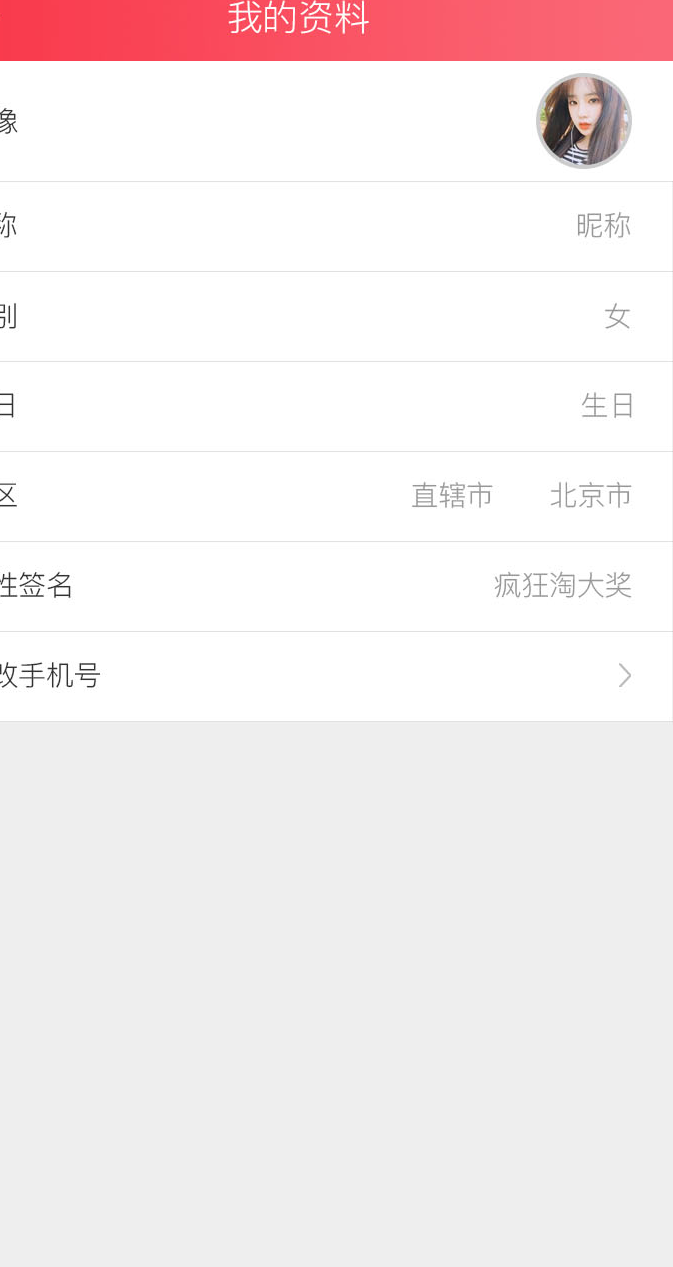 我的资料
像
称 昵称
别 女
日 生日
区 直辖市 北京市
性签名 疯狂淘大奖
改手机号